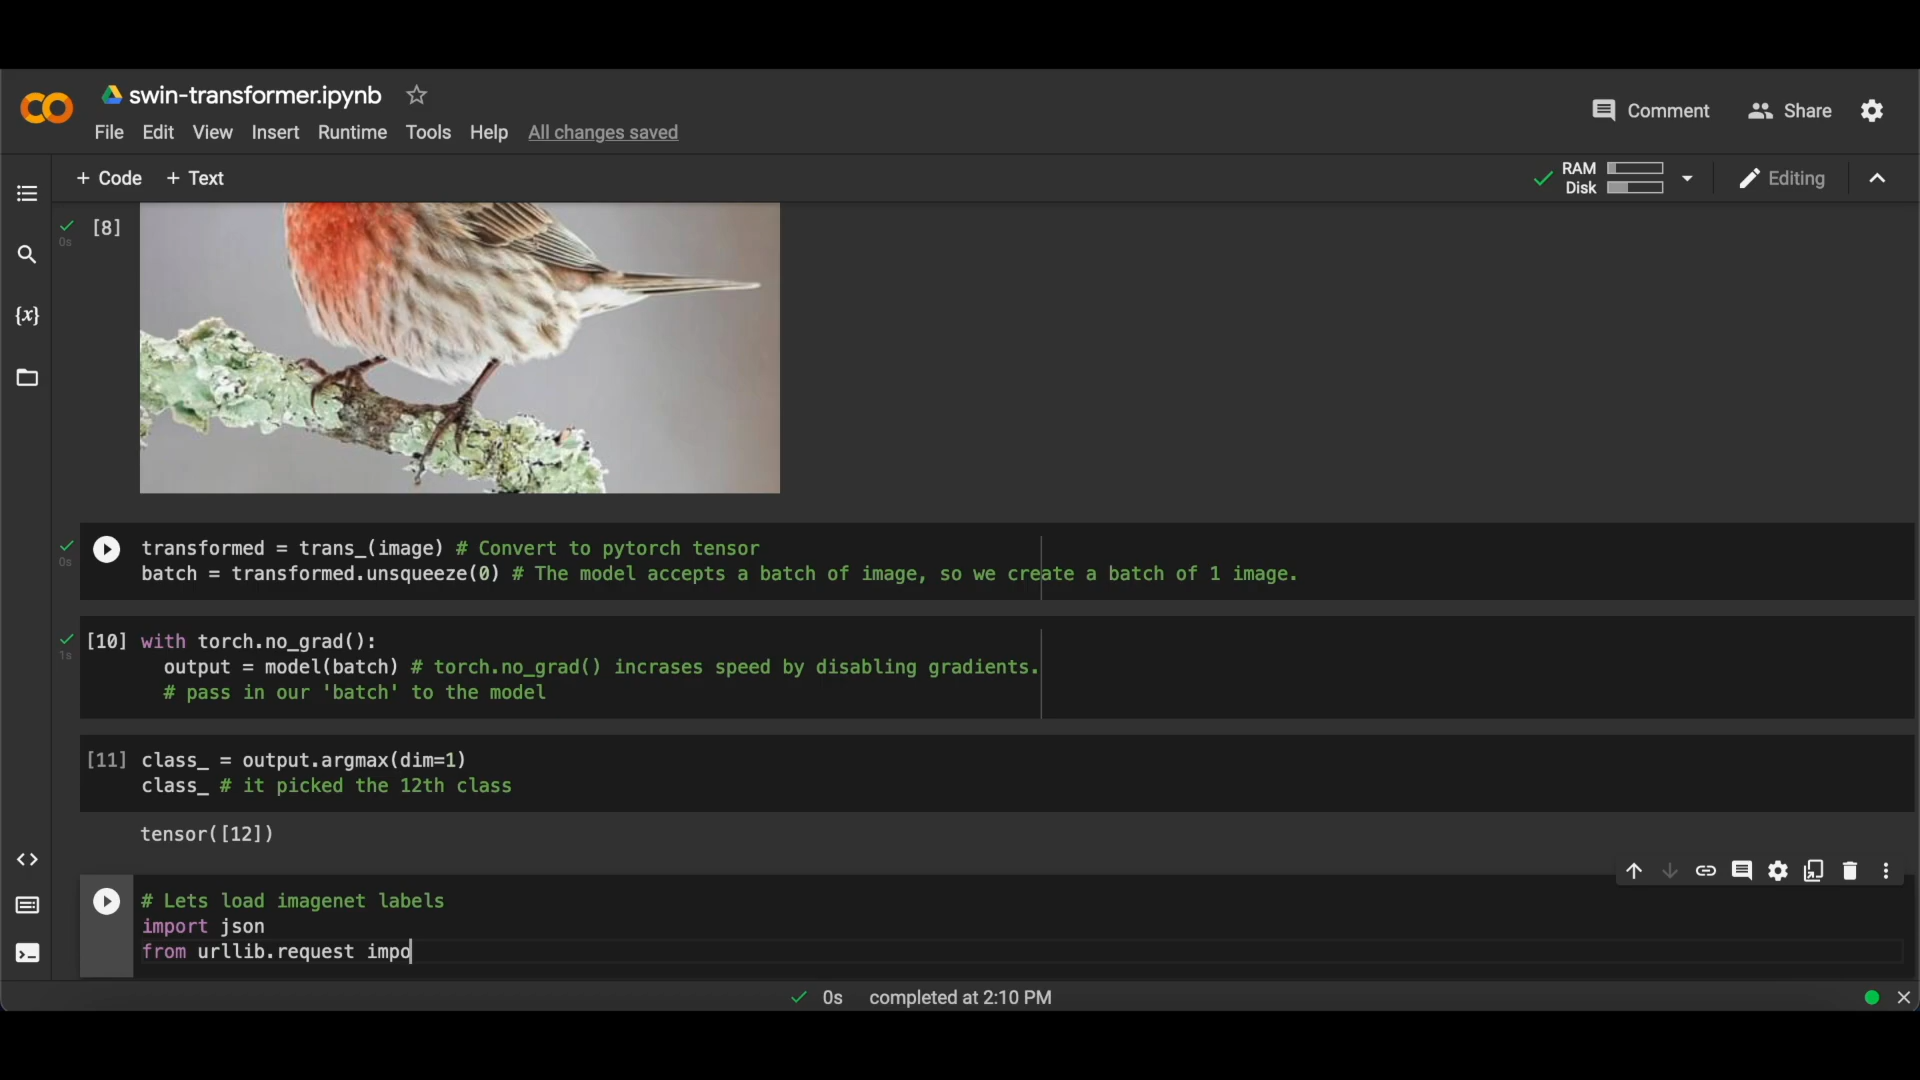 swin-transformer.ipynb
File Edit View Insert Runtime Tools Help All changes saved
Comment Share
+ Code + Text
RAM
Disk
Editing
0s
[8]
{x}
0s
transformed = trans_(image) # Convert to pytorch tensor
batch = transformed.unsqueeze(0) # The model accepts a batch of image, so we create a batch of 1 image.
1s
[10] with torch.no_grad():
output = model(batch) # torch.no_grad() incrases speed by disabling gradients.
# pass in our 'batch' to the model
[11] class_ = output.argmax(dim=1)
class_ # it picked the 12th class
tensor([12])
# Lets load imagenet labels
import json
from urllib.request impo
0s completed at 2:10 PM